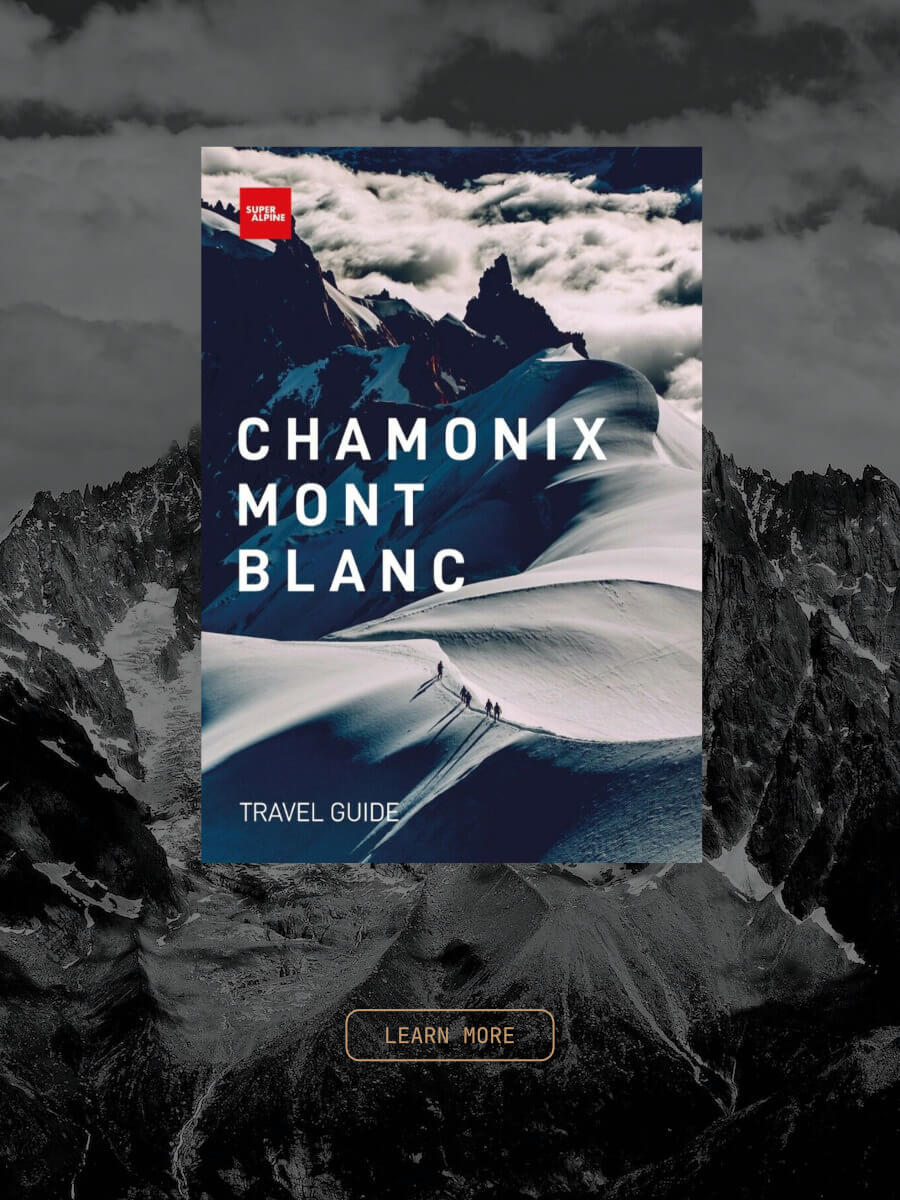 SUPER
ALPINE
CHAMONIX
MONT
BLANC
TRAVEL GUIDE
LEARN MORE